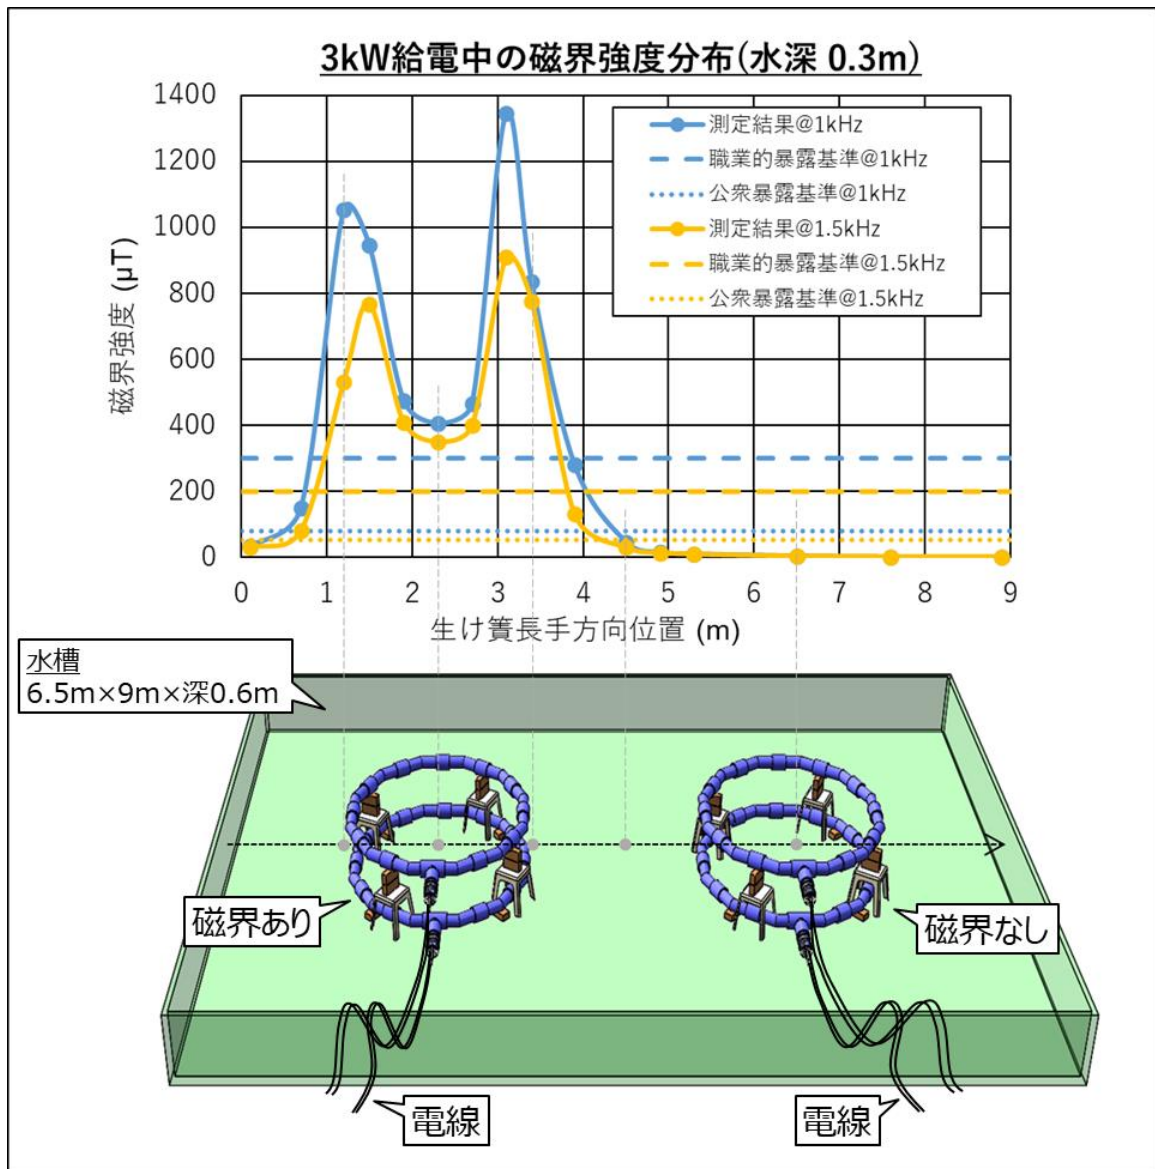 3kW給電中の磁界強度分布(水深 0.3m)
1400
1200
1000
800
600
400
200
0
磁界強度 (μT)
測定結果@1kHz
職業的暴露基準@1kHz
公衆暴露基準@1kHz
測定結果@1.5kHz
職業的暴露基準@1.5kHz
公衆暴露基準@1.5kHz
0 1 2 3 4 5 6 7 8 9
生け簀長手方向位置 (m)
水槽
6.5m×9m×深0.6m
磁界あり
磁界なし
電線
電線